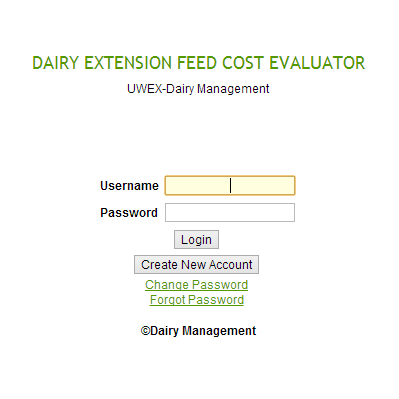 DAIRY EXTENSION FEED COST EVALUATOR
UWEX-Dairy Management
Username
Password
Login
Create New Account
Change Password
Forgot Password
©Dairy Management